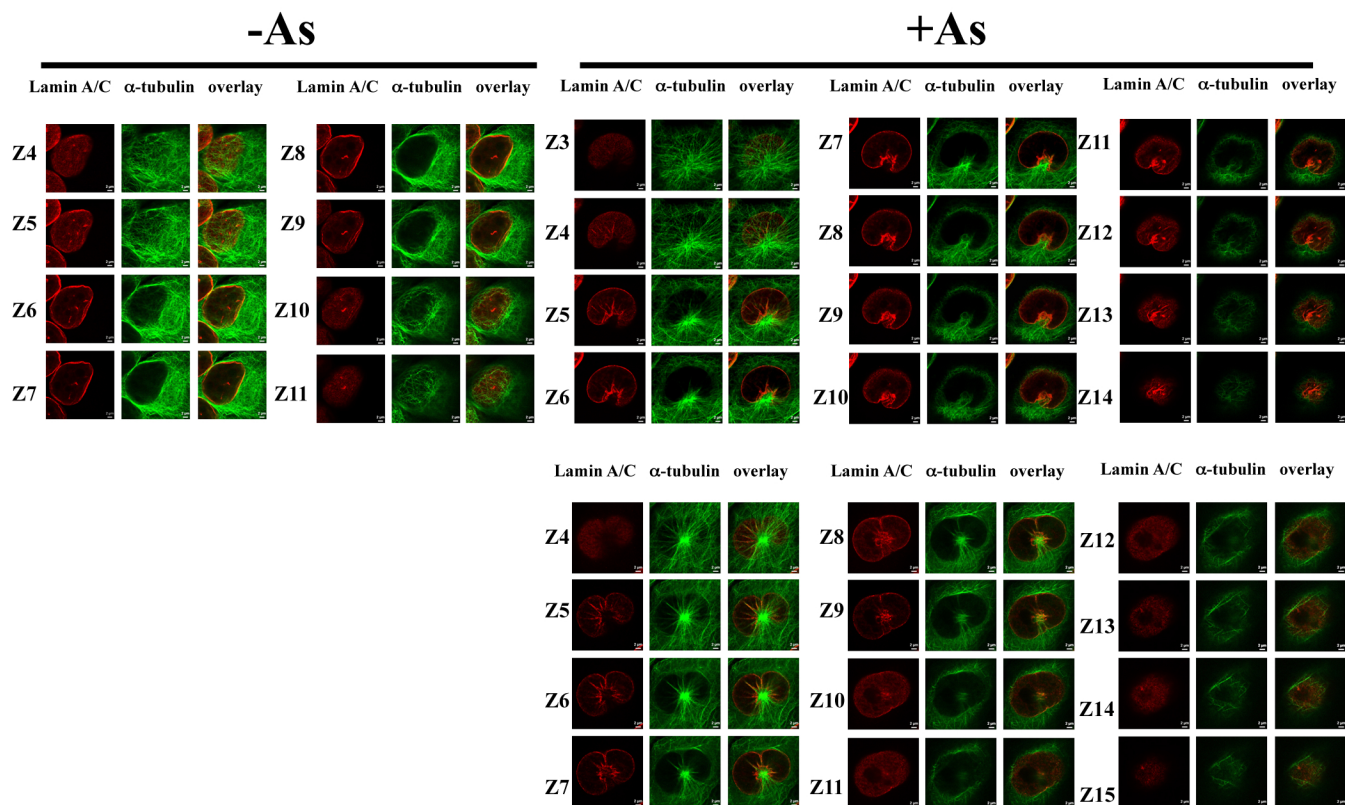 -As
+As
Lamin A/C α-tubulin overlay Lamin A/C α-tubulin overlay Lamin A/C α-tubulin overlay Lamin A/C α-tubulin overlay Lamin A/C α-tubulin overlay
Z4 Z8 Z3 Z7 Z11
Z5 Z9 Z4 Z8 Z12
Z6 Z10 Z5 Z9 Z13
Z7 Z11 Z6 Z10 Z14
Lamin A/C α-tubulin overlay Lamin A/C α-tubulin overlay Lamin A/C α-tubulin overlay
Z4 Z8 Z12
Z5 Z9 Z13
Z6 Z10 Z14
Z7 Z11 Z15